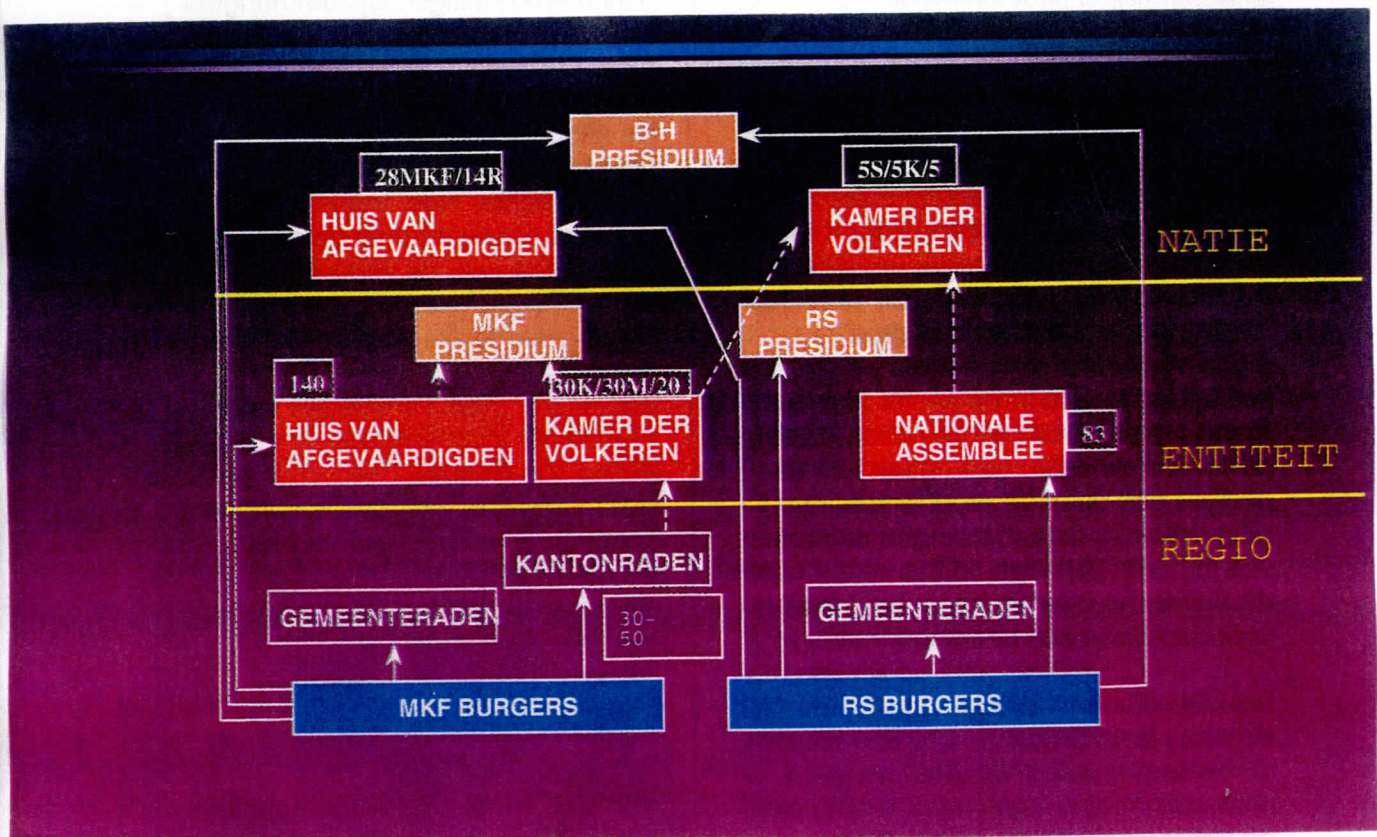 B-H
PRESIDIUM
28MKF/14R
5S/5K/5
HUIS VAN
AFGEVAARDIGDEN
KAMER DER
VOLKEREN
NATIE
MKF
PRESIDIUM
RS
PRESIDIUM
140
30K/30M/20
HUIS VAN
AFGEVAARDIGDEN
KAMER DER
VOLKEREN
NATIONALE
ASSEMBLEE
83
ENTITEIT
REGIO
KANTONRADEN
GEMEENTERADEN
30-
50
GEMEENTERADEN
MKF BURGERS
RS BURGERS